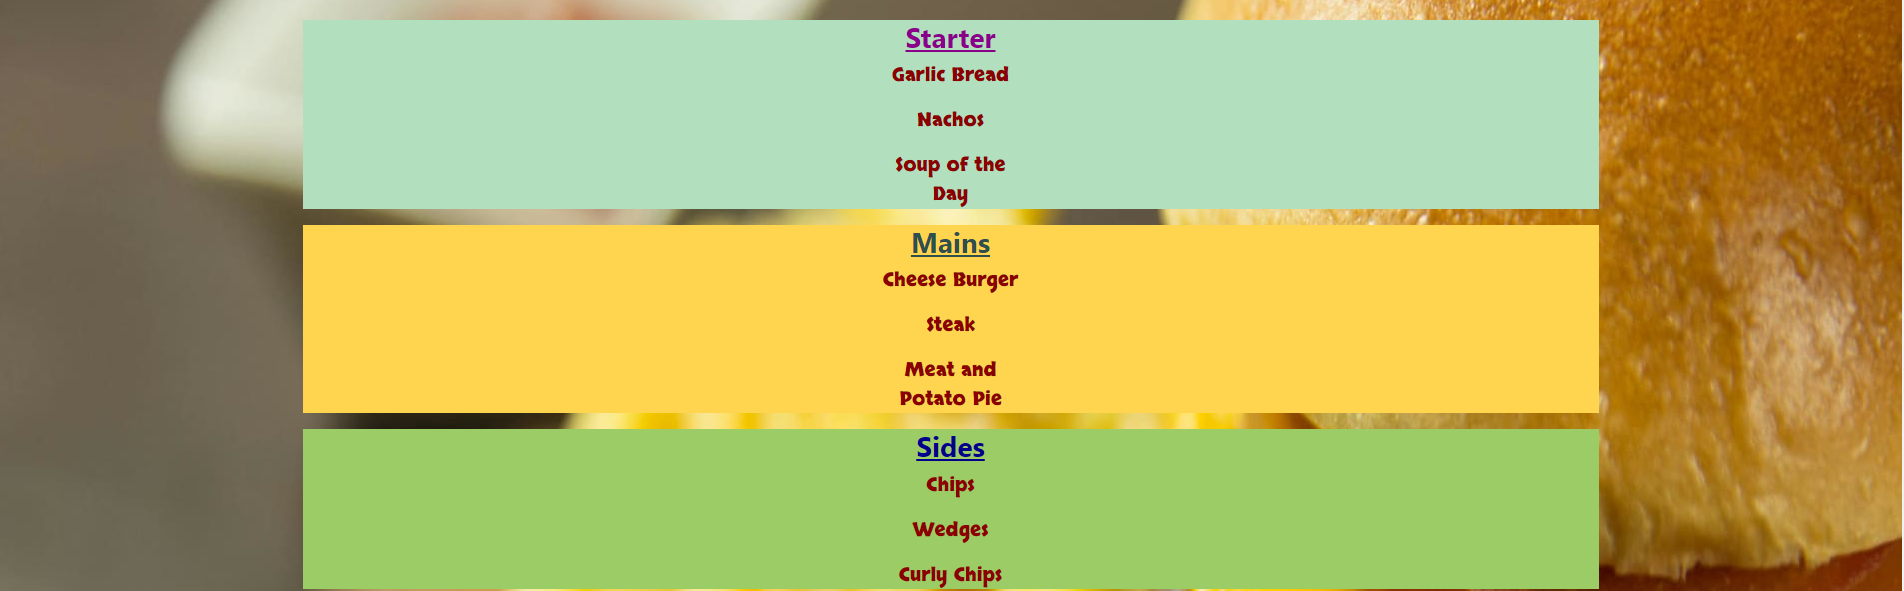 Starter
Garlic Bread
Nachos
Soup of the
Day
Mains
Cheese Burger
Steak
Meat and
Potato Pie
Sides
Chips
Wedges
Curly Chips